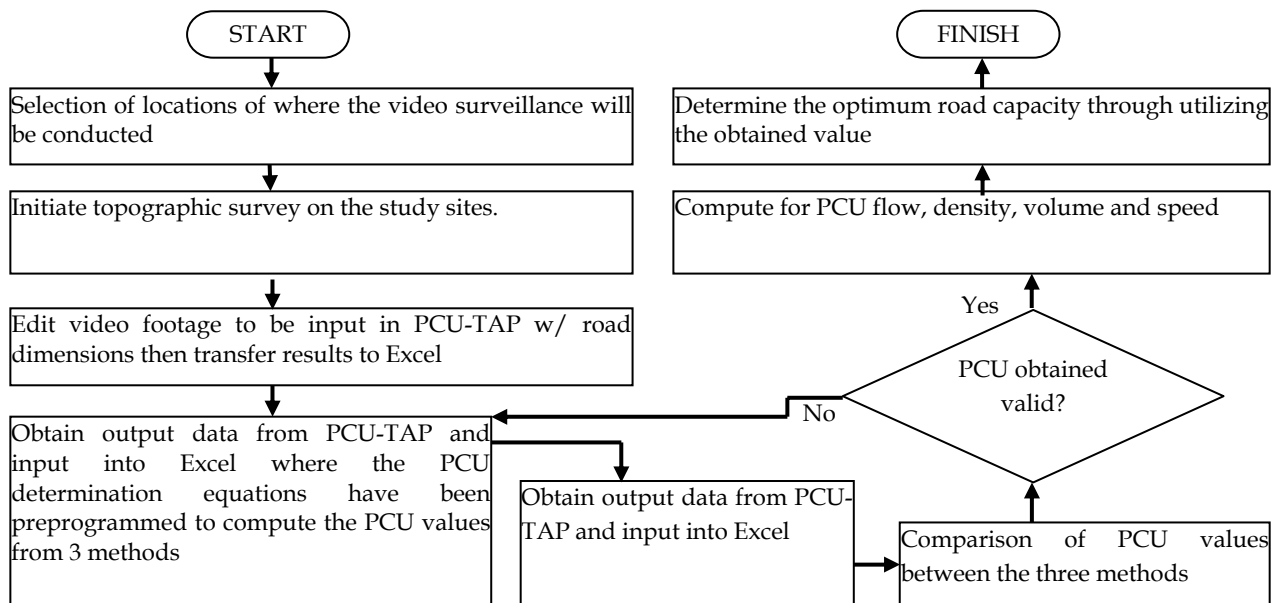 START
Selection of locations of where the video surveillance will
be conducted
Initiate topographic survey on the study sites.
Edit video footage to be input in PCU-TAP w/ road
dimensions then transfer results to Excel
Obtain output data from PCU-TAP and
input into Excel where the PCU
determination equations have been
preprogrammed to compute the PCU values
from 3 methods
Obtain output data from PCU-
TAP and input into Excel
Comparison of PCU values
between the three methods
PCU obtained
valid?
No
Yes
Compute for PCU flow, density, volume and speed
Determine the optimum road capacity through utilizing
the obtained value
FINISH